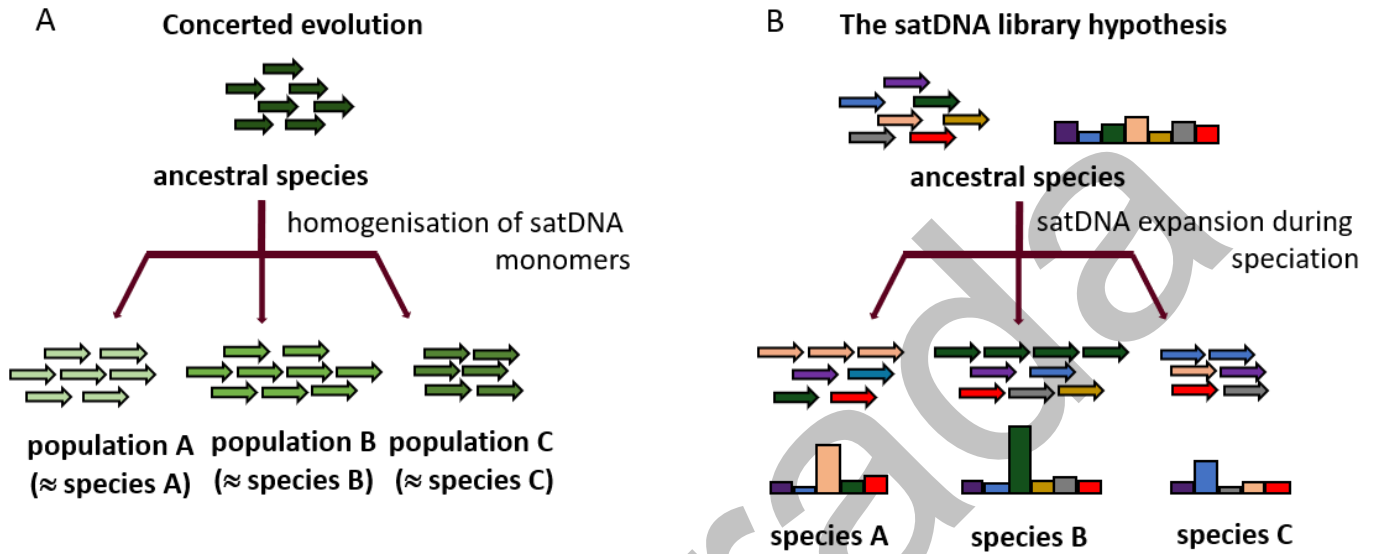 A
Concerted evolution
ancestral species
homogenisation of satDNA
monomers
population A
(≈ species A)
population B
(≈ species B)
population C
(≈ species C)
B
The satDNA library hypothesis
ancestral species
satDNA expansion during
speciation
species A
species B
species C